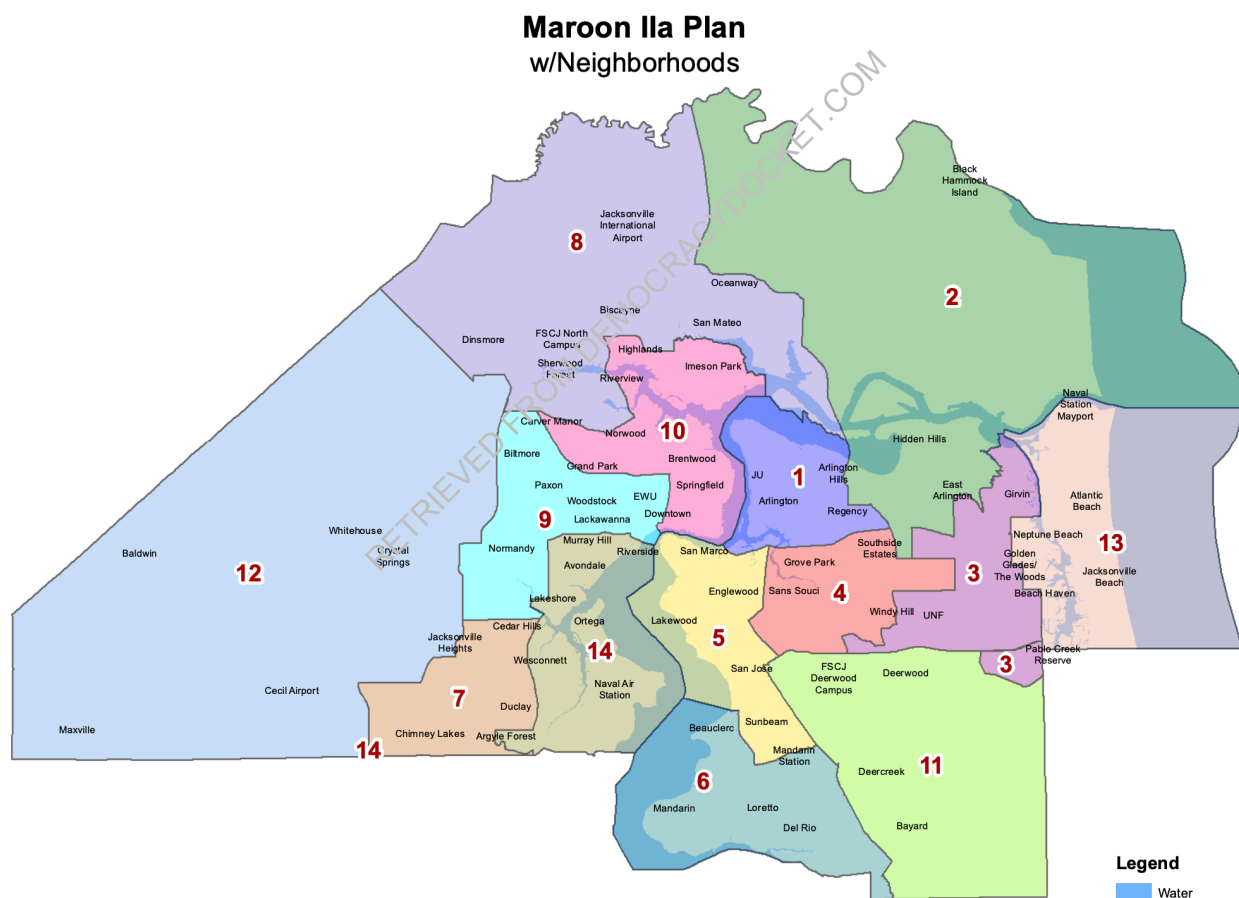 Maroon IIa Plan
w/Neighborhoods
RETRIEVED FROM DEMOCRACYDOCKET.COM
Black
Hammock
Island
Jacksonville
International
Airport
8
Oceanway
2
Biscayne
San Mateo
Dinsmore
FSCJ North
Campus
Highlands
Sherwood
Forest
Imeson Park
Riverview
Naval
Station
Mayport
Carver Manor
Norwood
10
Hidden Hills
Biltmore
Brentwood
Grand Park
JU
1
Arlington
Hills
Paxon
Springfield
East
Arlington
Girvin
Woodstock
EWU
Arlington
Atlantic
Beach
Lackawanna
Downtown
Regency
9
Whitehouse
Neptune Beach
13
Baldwin
Crystal
Springs
Normandy
Murray Hill
Riverside
San Marco
Southside
Estates
Golden
Glades/
The Woods
Avondale
Grove Park
12
3
Jacksonville
Beach
Englewood
Sans Souci
4
Beach Haven
Lakeshore
Windy Hill
UNF
Cedar Hills
Ortega
Lakewood
5
Jacksonville
Heights
14
Pablo Creek
Reserve
Wesconnett
San Jose
FSCJ
Deerwood
Campus
Deerwood
3
Cecil Airport
Naval Air
Station
7
Duclay
Maxville
Chimney Lakes
Argyle Forest
Beauclerc
Sunbeam
14
Mandarin
Station
6
Deercreek
11
Mandarin
Loretto
Del Rio
Bayard
Legend
Water